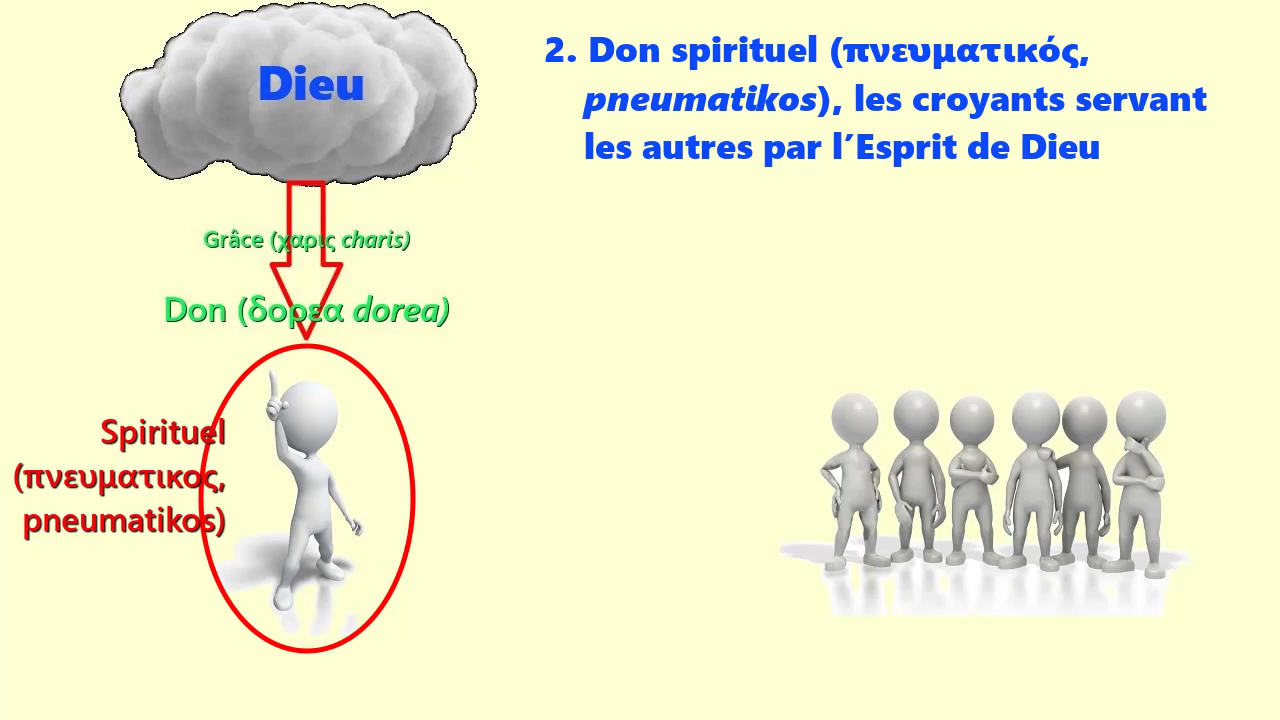 Dieu
2. Don spirituel (πνευματικός,
pneumatikos), les croyants servant
les autres par l´Esprit de Dieu
Grâce (χαρις charis)
Don (δορεα dorea)
Spirituel
(πνευματικος,
pneumatikos)